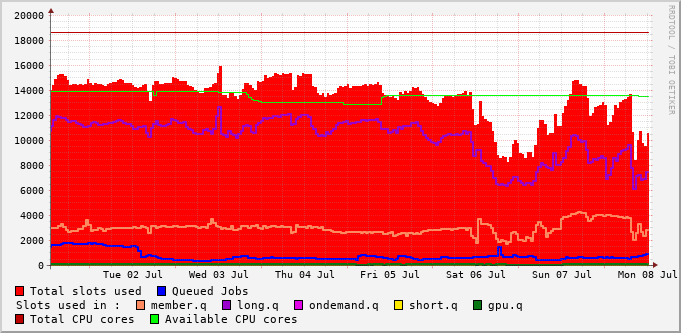 20000
18000
16000
14000
12000
10000
8000
6000
4000
2000
0
Tue 02 Jul Wed 03 Jul Thu 04 Jul Fri 05 Jul Sat 06 Jul Sun 07 Jul Mon 08 Jul
RRDTOOL / TOBI OETIKER
Total slots used Queued Jobs
Slots used in : member.q long.q ondemand.q short.q gpu.q
Total CPU cores Available CPU cores